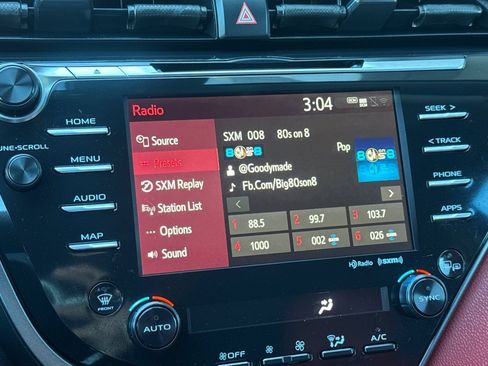 Radio
3:04
DCM
SXM 008 80s on 8
Source
Presets
SXM Replay
Station List
Options
Sound
Pop
@Goodymade
Fb.Com/Big80son8
1 88.5
2 99.7
3 103.7
4 1000
5 002
6 026
HD Radio
((SXM))
TUNE•SCROLL
HOME
MENU
AUDIO
MAP
SEEK >
< TRACK
PHONE
APPS
FRONT
AUTO
SYNC
OFF
A/C